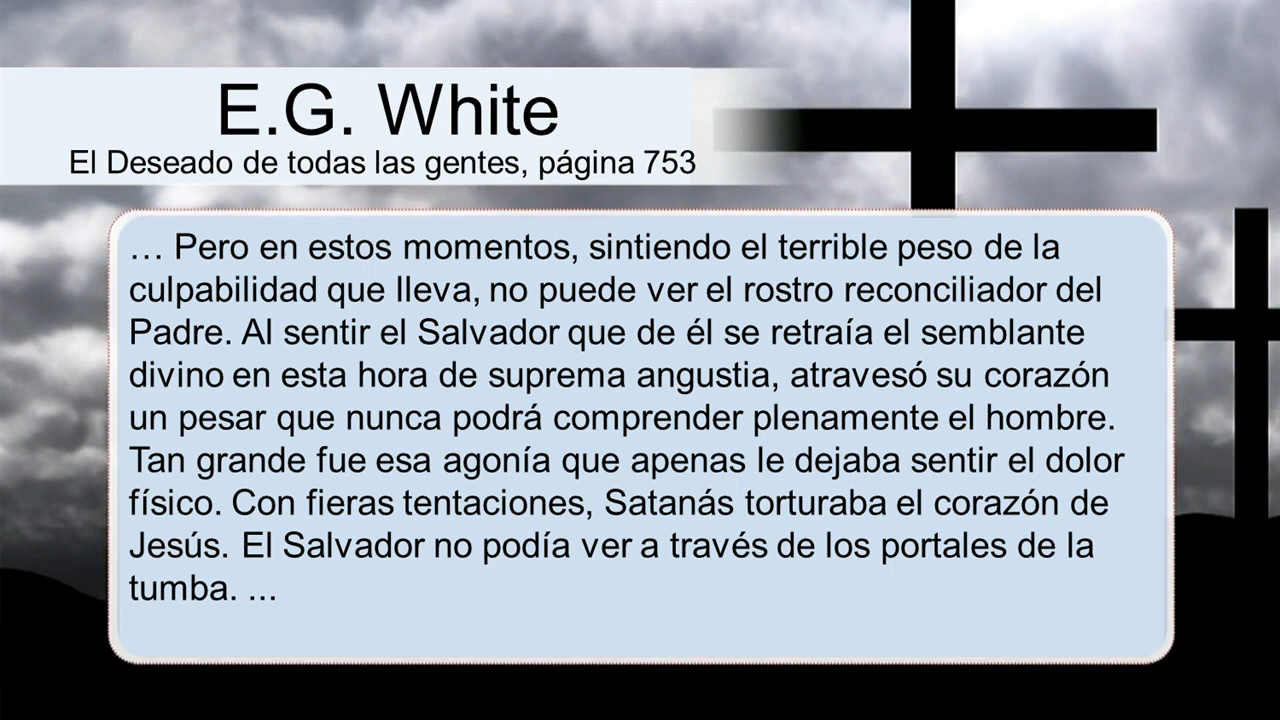 E.G. White
El Deseado de todas las gentes, página 753
… Pero en estos momentos, sintiendo el terrible peso de la
culpabilidad que lleva, no puede ver el rostro reconciliador del
Padre. Al sentir el Salvador que de él se retraía el semblante
divino en esta hora de suprema angustia, atravesó su corazón
un pesar que nunca podrá comprender plenamente el hombre.
Tan grande fue esa agonía que apenas le dejaba sentir el dolor
físico. Con fieras tentaciones, Satanás torturaba el corazón de
Jesús. El Salvador no podía ver a través de los portales de la
tumba. ...